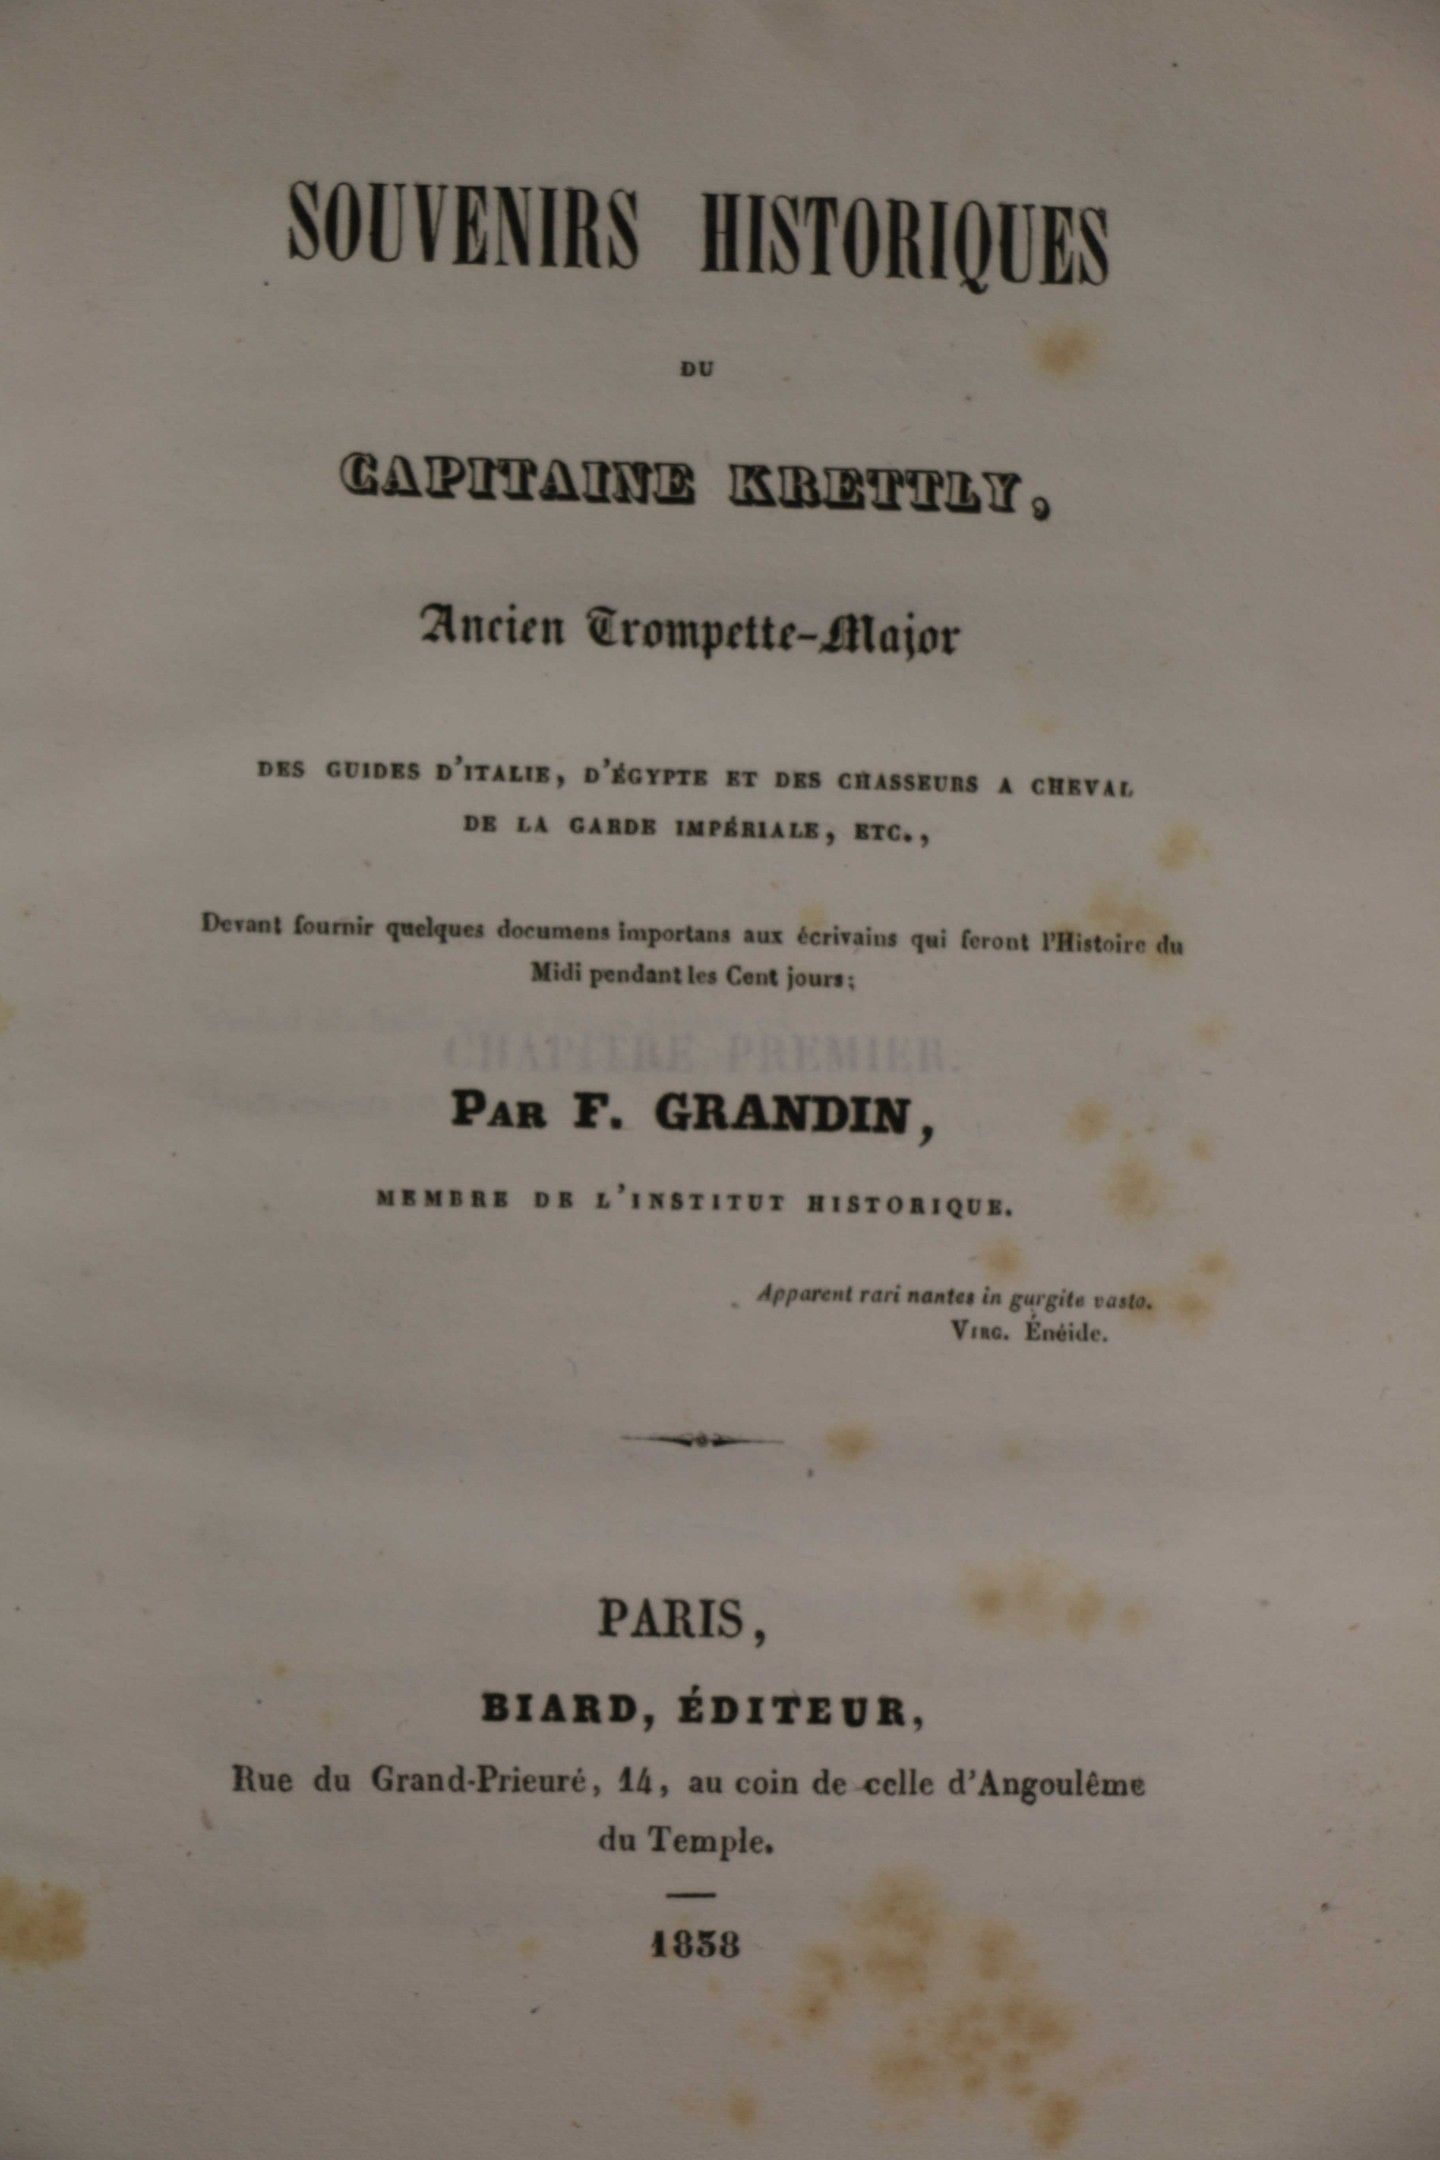 SOUVENIRS HISTORIQUES
DU
CAPITAINE KRETTLY,
Ancien Trompette-Major
DES GUIDES D'ITALIE, D'ÉGYPTE ET DES CHASSEURS A CHEVAL
DE LA GARDE IMPÉRIALE, ETC.,
Devant fournir quelques documens importans aux écrivains qui feront l'Histoire du
Midi pendant les Cent jours;
CHAPITRE PREMIER.
PAR F. GRANDIN,
MEMBRE DE L'INSTITUT HISTORIQUE.
Apparent rari nantes in gurgite vasto.
VIRG. Énéide.
PARIS,
BIARD, ÉDITEUR,
Rue du Grand-Prieuré, 14, au coin de celle d'Angoulême
du Temple.
1838